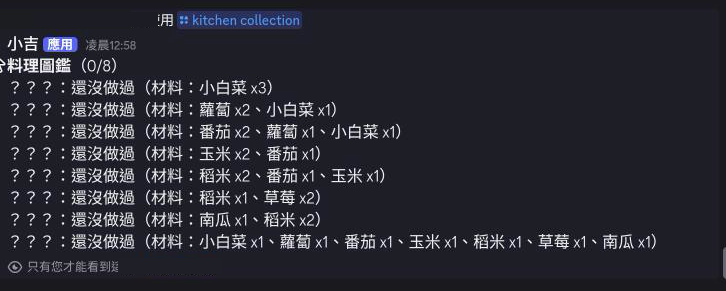 使用 kitchen collection
小吉 應用 凌晨12:58
料理圖鑑（0/8）
？？？：還沒做過（材料：小白菜 x3）
？？？：還沒做過（材料：蘿蔔 x2、小白菜 x1）
？？？：還沒做過（材料：番茄 x2、蘿蔔 x1、小白菜 x1）
？？？：還沒做過（材料：玉米 x2、番茄 x1）
？？？：還沒做過（材料：稻米 x2、番茄 x1、玉米 x1）
？？？：還沒做過（材料：稻米 x1、草莓 x2）
？？？：還沒做過（材料：南瓜 x1、稻米 x2）
？？？：還沒做過（材料：小白菜 x1、蘿蔔 x1、番茄 x1、玉米 x1、稻米 x1、草莓 x1、南瓜 x1）
只有您才能看到